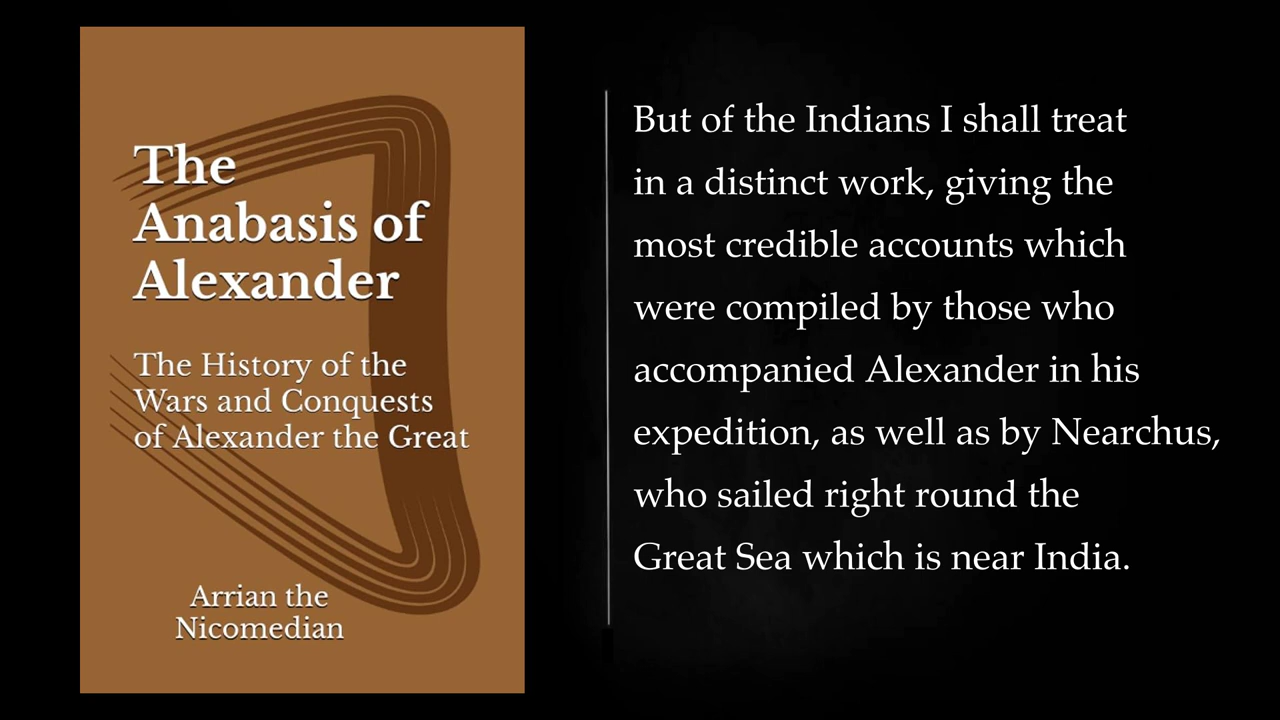 The
Anabasis of
Alexander
The History of the
Wars and Conquests
of Alexander the Great
Arrian the
Nicomedian
But of the Indians I shall treat
in a distinct work, giving the
most credible accounts which
were compiled by those who
accompanied Alexander in his
expedition, as well as by Nearchus,
who sailed right round the
Great Sea which is near India.